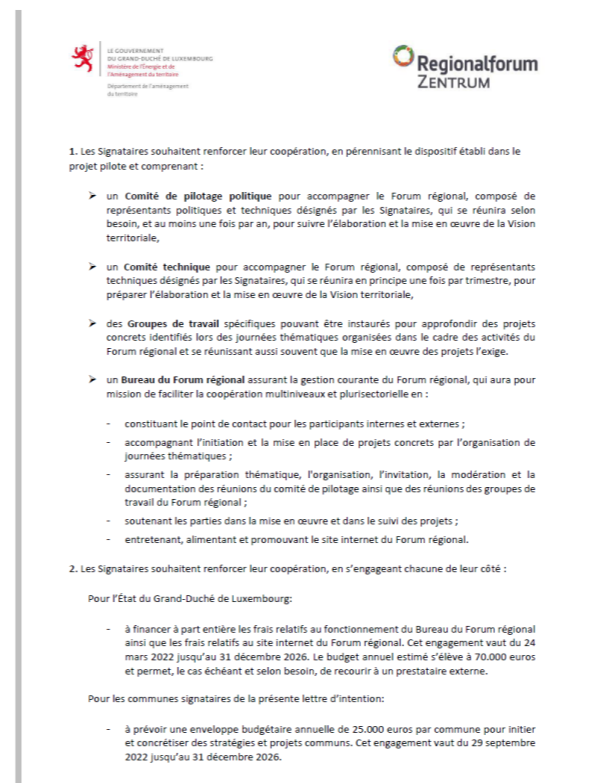 LE GOUVERNEMENT
DU GRAND-DUCHÉ DE LUXEMBOURG
Ministère de l'Énergie et de
l'Aménagement du territoire
Département de l'aménagement
du territoire
Regionalforum
ZENTRUM
1. Les Signataires souhaitent renforcer leur coopération, en pérennisant le dispositif établi dans le
projet pilote et comprenant :
➢ un Comité de pilotage politique pour accompagner le Forum régional, composé de
représentants politiques et techniques désignés par les Signataires, qui se réunira selon
besoin, et au moins une fois par an, pour suivre l'élaboration et la mise en œuvre de la Vision
territoriale,
➢ un Comité technique pour accompagner le Forum régional, composé de représentants
techniques désignés par les Signataires, qui se réunira en principe une fois par trimestre, pour
préparer l'élaboration et la mise en œuvre de la Vision territoriale,
➢ des Groupes de travail spécifiques pouvant être instaurés pour approfondir des projets
concrets identifiés lors des journées thématiques organisées dans le cadre des activités du
Forum régional et se réunissant aussi souvent que la mise en œuvre des projets l'exige.
➢ un Bureau du Forum régional assurant la gestion courante du Forum régional, qui aura pour
mission de faciliter la coopération multiniveaux et plurisectorielle en :
- constituant le point de contact pour les participants internes et externes ;
- accompagnant l'initiation et la mise en place de projets concrets par l'organisation de
journées thématiques ;
- assurant la préparation thématique, l'organisation, l'invitation, la modération et la
documentation des réunions du comité de pilotage ainsi que des réunions des groupes de
travail du Forum régional ;
- soutenant les parties dans la mise en œuvre et dans le suivi des projets ;
- entretenant, alimentant et promouvant le site internet du Forum régional.
2. Les Signataires souhaitent renforcer leur coopération, en s'engageant chacune de leur côté :
Pour l'État du Grand-Duché de Luxembourg:
- à financer à part entière les frais relatifs au fonctionnement du Bureau du Forum régional
ainsi que les frais relatifs au site internet du Forum régional. Cet engagement vaut du 24
mars 2022 jusqu'au 31 décembre 2026. Le budget annuel estimé s'élève à 70.000 euros
et permet, le cas échéant et selon besoin, de recourir à un prestataire externe.
Pour les communes signataires de la présente lettre d'intention:
- à prévoir une enveloppe budgétaire annuelle de 25.000 euros par commune pour initier
et concrétiser des stratégies et projets communs. Cet engagement vaut du 29 septembre
2022 jusqu'au 31 décembre 2026.